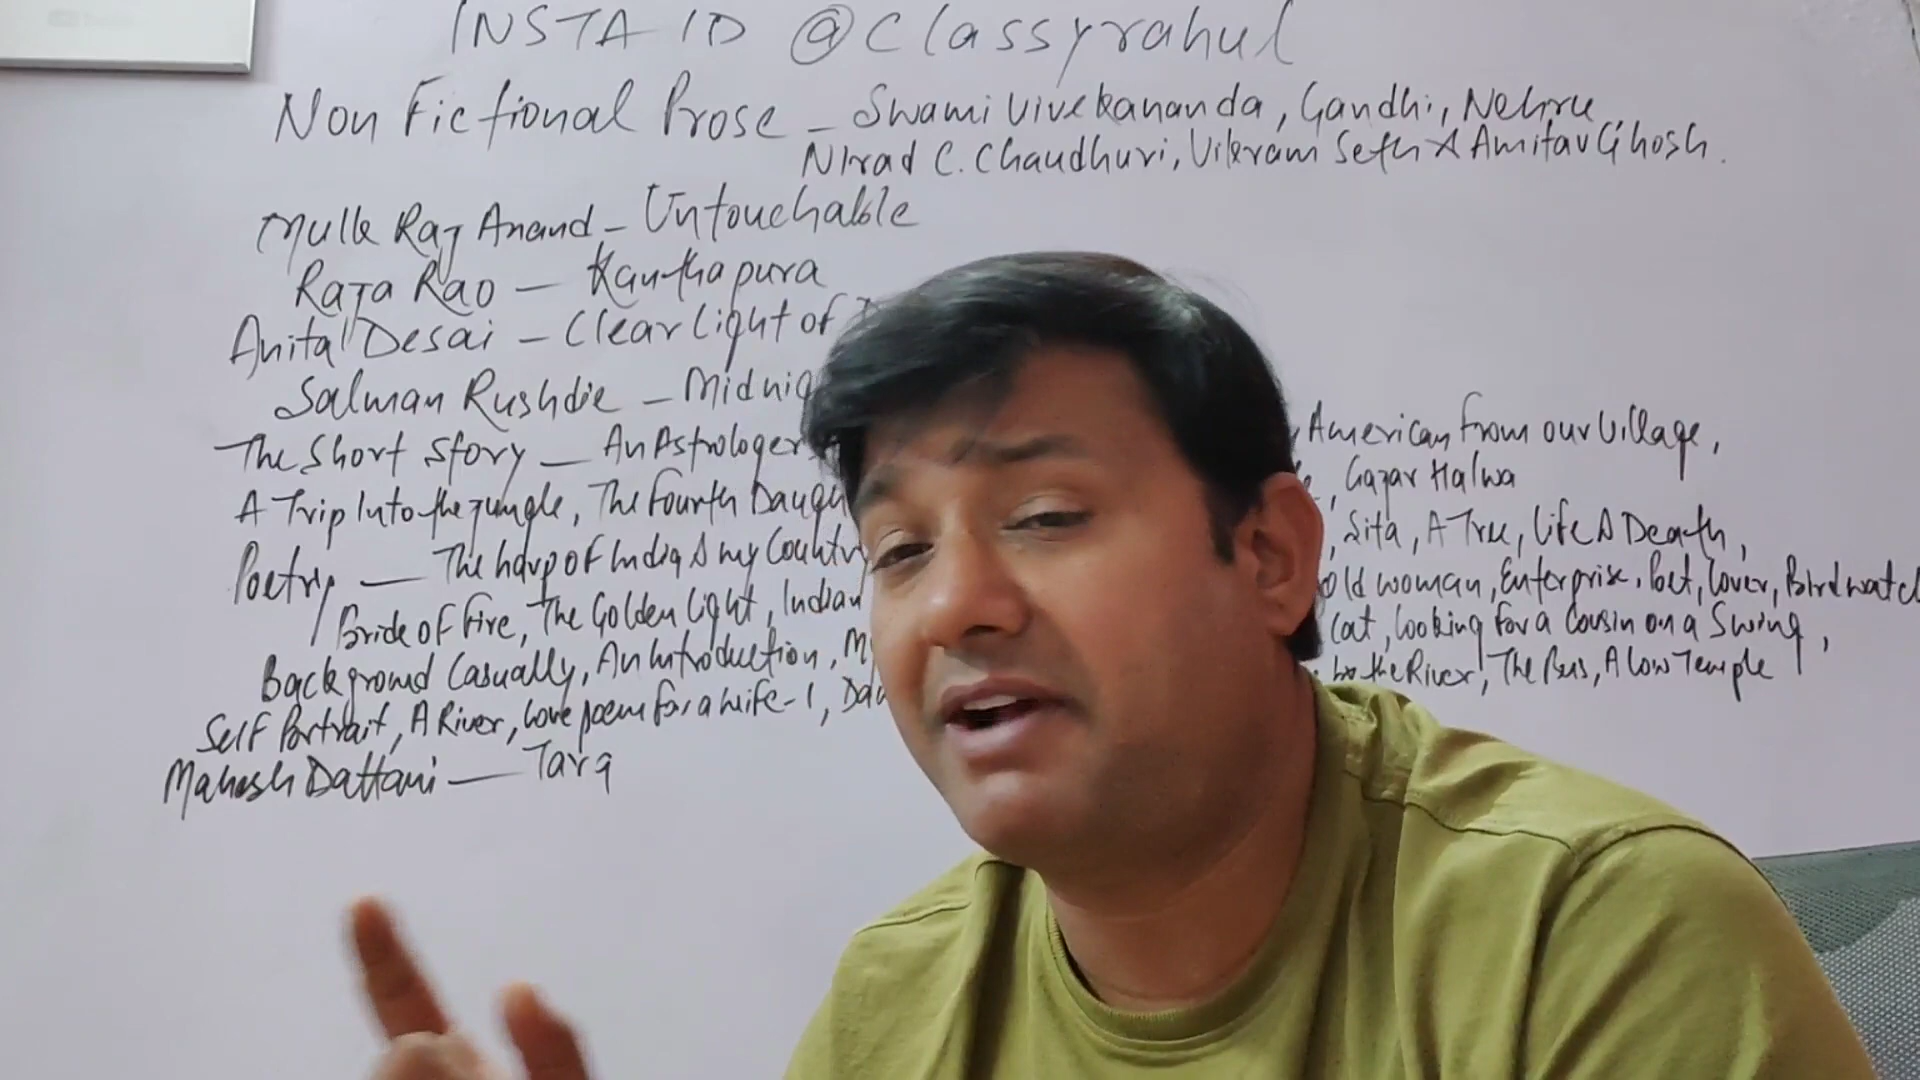 INSTA ID @Classyrahul
Non Fictional Prose - Swami Vivekananda, Gandhi, Nehru
Nirad C. Chaudhuri, Vikram Seth & Amitav Ghosh.
Mulk Raj Anand - Untouchable
Raja Rao - Kanthapura
Anita Desai - Clear Light of
Salman Rushdie - Midnig
The Short Story - An Astrologer American From our Village,
A Trip Into the Jungle, The Fourth Daugh Gajar Halwa
Poetry - The harp of India & my Country , Sita, A Tree, Life & Death,
Bride of Fire, The Golden Light, Indian old woman, Enterprise, Poet, Lover, Birdwatch
Background Casually, An Introduction, M Cat, Looking for a Cousin on a Swing,
Self Portrait, A River, Love poem for a wife-1, the River, The Bus, A Low Temple
Mahesh Dattani - Tara